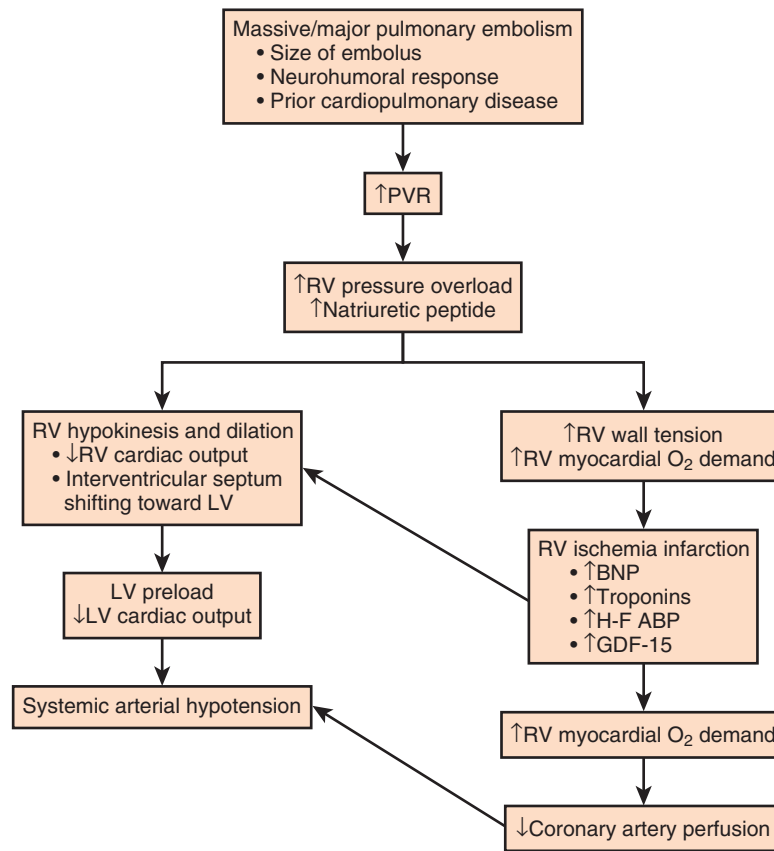 Massive/major pulmonary embolism
• Size of embolus
• Neurohumoral response
• Prior cardiopulmonary disease
↑PVR
↑RV pressure overload
↑Natriuretic peptide
RV hypokinesis and dilation
• ↓RV cardiac output
• Interventricular septum
shifting toward LV
LV preload
↓LV cardiac output
Systemic arterial hypotension
↑RV wall tension
↑RV myocardial O₂ demand
RV ischemia infarction
• ↑BNP
• ↑Troponins
• ↑H-F ABP
• ↑GDF-15
↑RV myocardial O₂ demand
↓Coronary artery perfusion